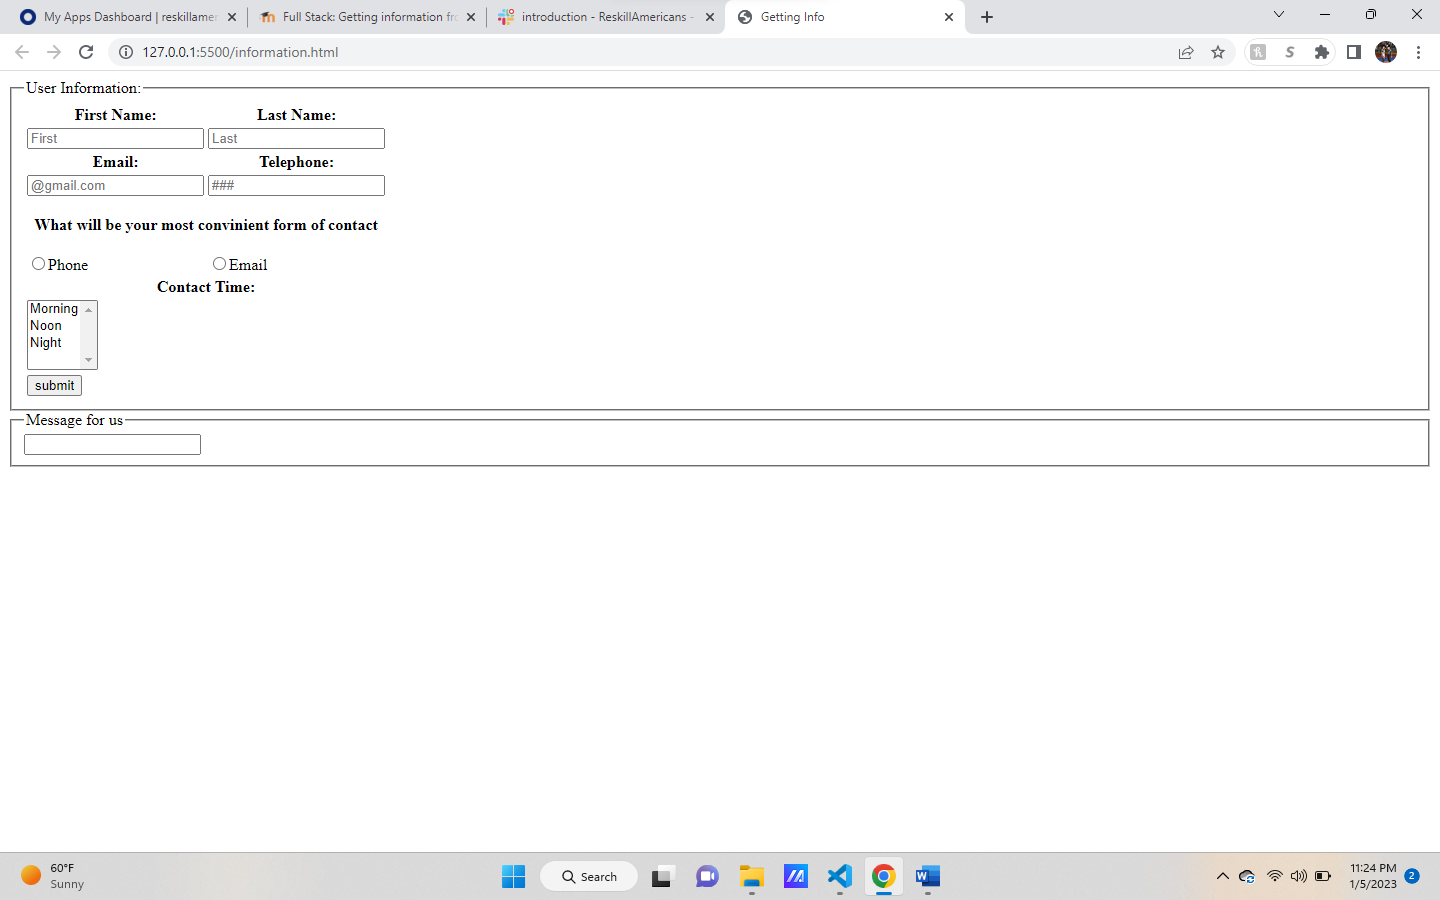 My Apps Dashboard | reskillamer
Full Stack: Getting information fro
introduction - ReskillAmericans -
Getting Info
127.0.0.1:5500/information.html
User Information:
First Name: Last Name:
First Last
Email: Telephone:
@gmail.com ###
What will be your most convinient form of contact
Phone Email
Contact Time:
Morning
Noon
Night
submit
Message for us
60°F
Sunny
Search
11:24 PM
1/5/2023
2